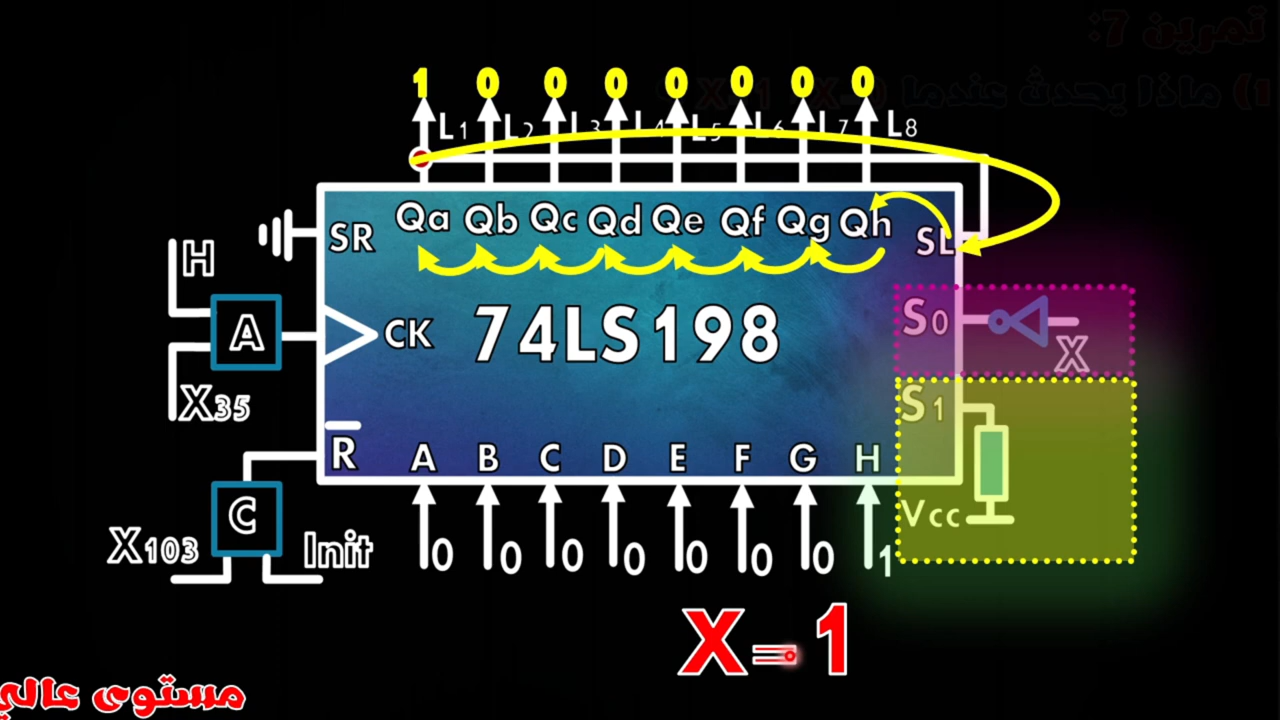 تمرين 7:
1) ماذا يحدث عندما
1 0 0 0 0 0 0 0
L1 L2 L3 L4 L5 L6 L7 L8
SR Qa Qb Qc Qd Qe Qf Qg Qh SL
H
A CK 74LS198 S0 X
X35 S1
R A B C D E F G H
C Vcc
X103 Init 0 0 0 0 0 0 0 1
X=1
مستوى عالي